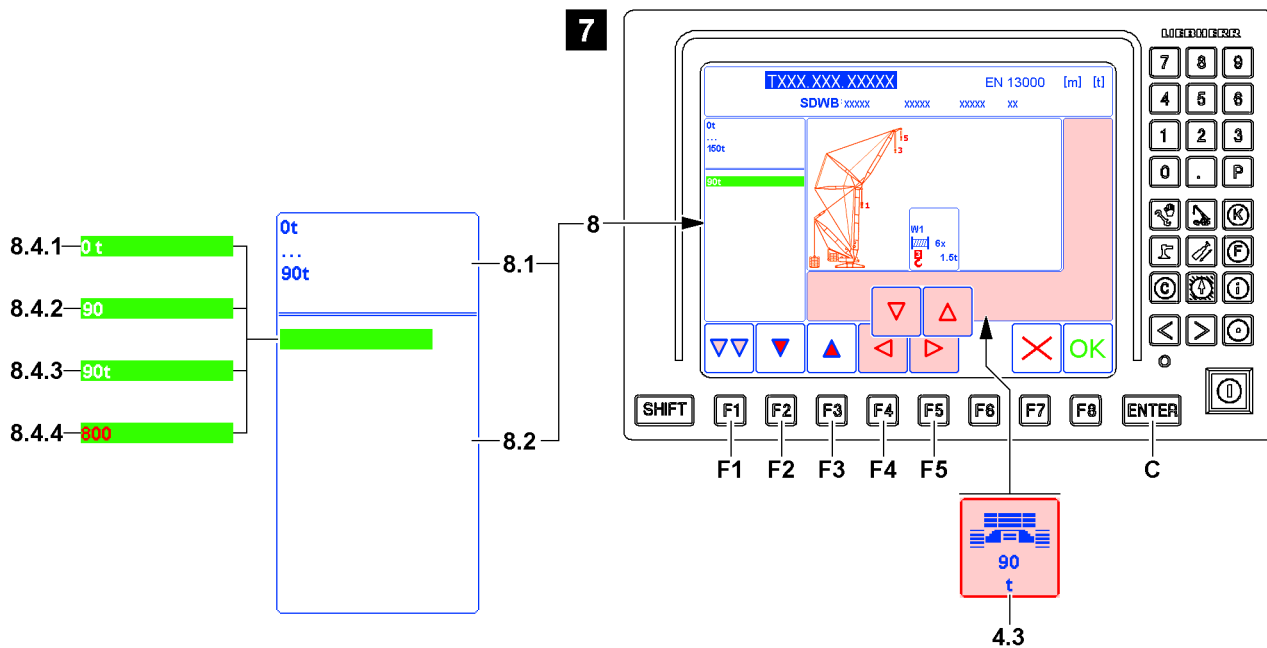 7
LIEBHERR
TXXX.XXX.XXXXX EN 13000 [m] [t]
SDWB: xxxxx xxxxx xxxxx xx
0t
...
150t
90t
5
3
1
W1
6x
1.5t
OK
7 8 9
4 5 6
1 2 3
0 . P
K
F
C i
SHIFT F1 F2 F3 F4 F5 F6 F7 F8 ENTER
F1 F2 F3 F4 F5 C
8.4.1 0 t
8.4.2 90
8.4.3 90t
8.4.4 800
0t
...
90t
8.1
8
8.2
90
t
4.3